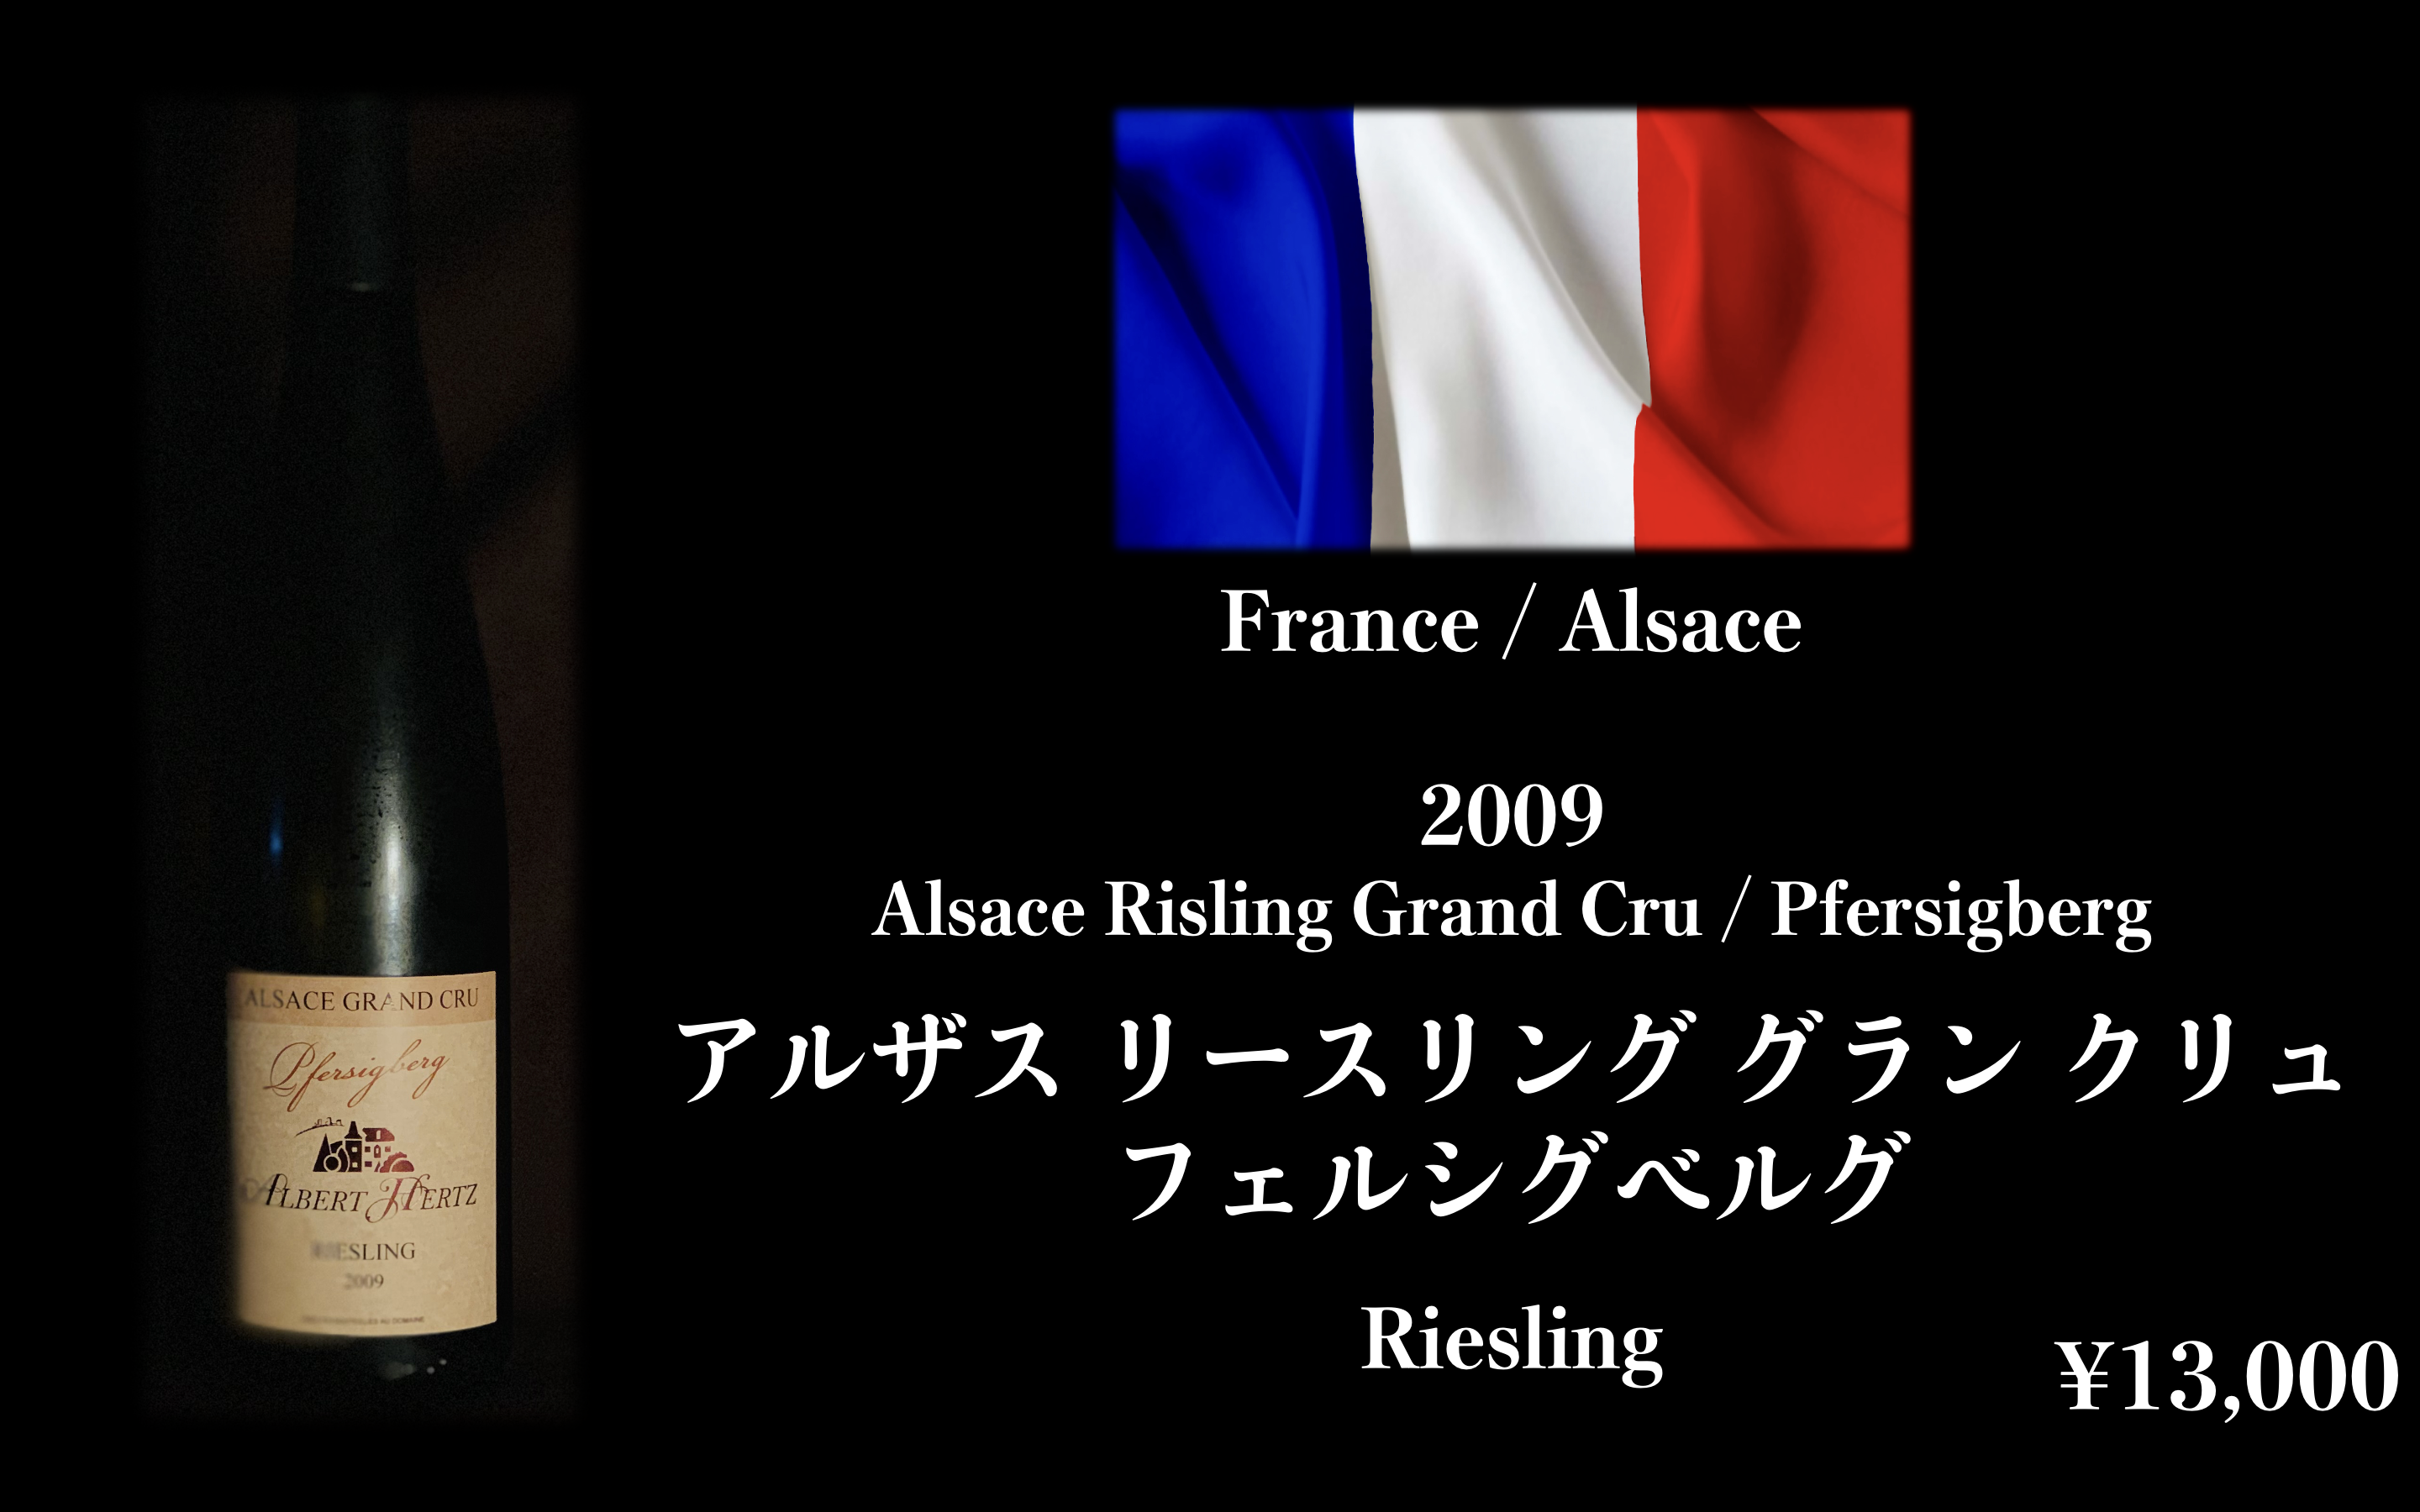 France / Alsace
2009
Alsace Risling Grand Cru / Pfersigberg
アルザス リースリング グラン クリュ
フェルシグベルグ
Riesling
¥13,000
ALSACE GRAND CRU
Pfersigberg
ALBERT HERTZ
RIESLING
2009